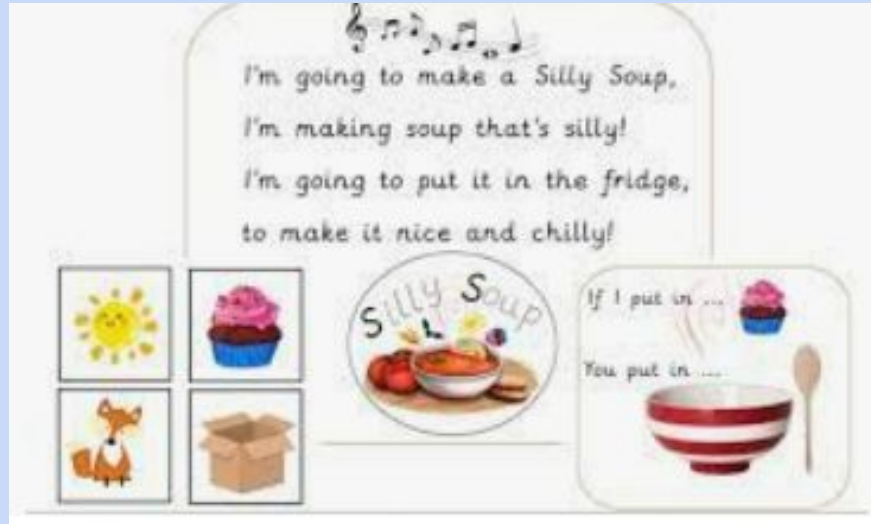 I'm going to make a Silly Soup,
I'm making soup that's silly!
I'm going to put it in the fridge,
to make it nice and chilly!
Silly Soup
If I put in ...
You put in ...